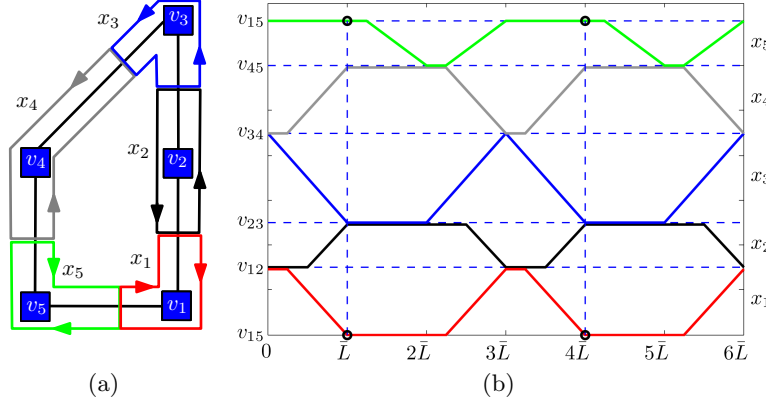 x₃
v₃
x₄
x₂
v₄
v₂
x₅
x₁
v₅
v₁
(a)
v₁₅
x₅
v₄₅
x₄
v₃₄
x₃
v₂₃
x₂
v₁₂
x₁
v₁₅
0 L̄ 2L̄ 3L̄ 4L̄ 5L̄ 6L̄
(b)